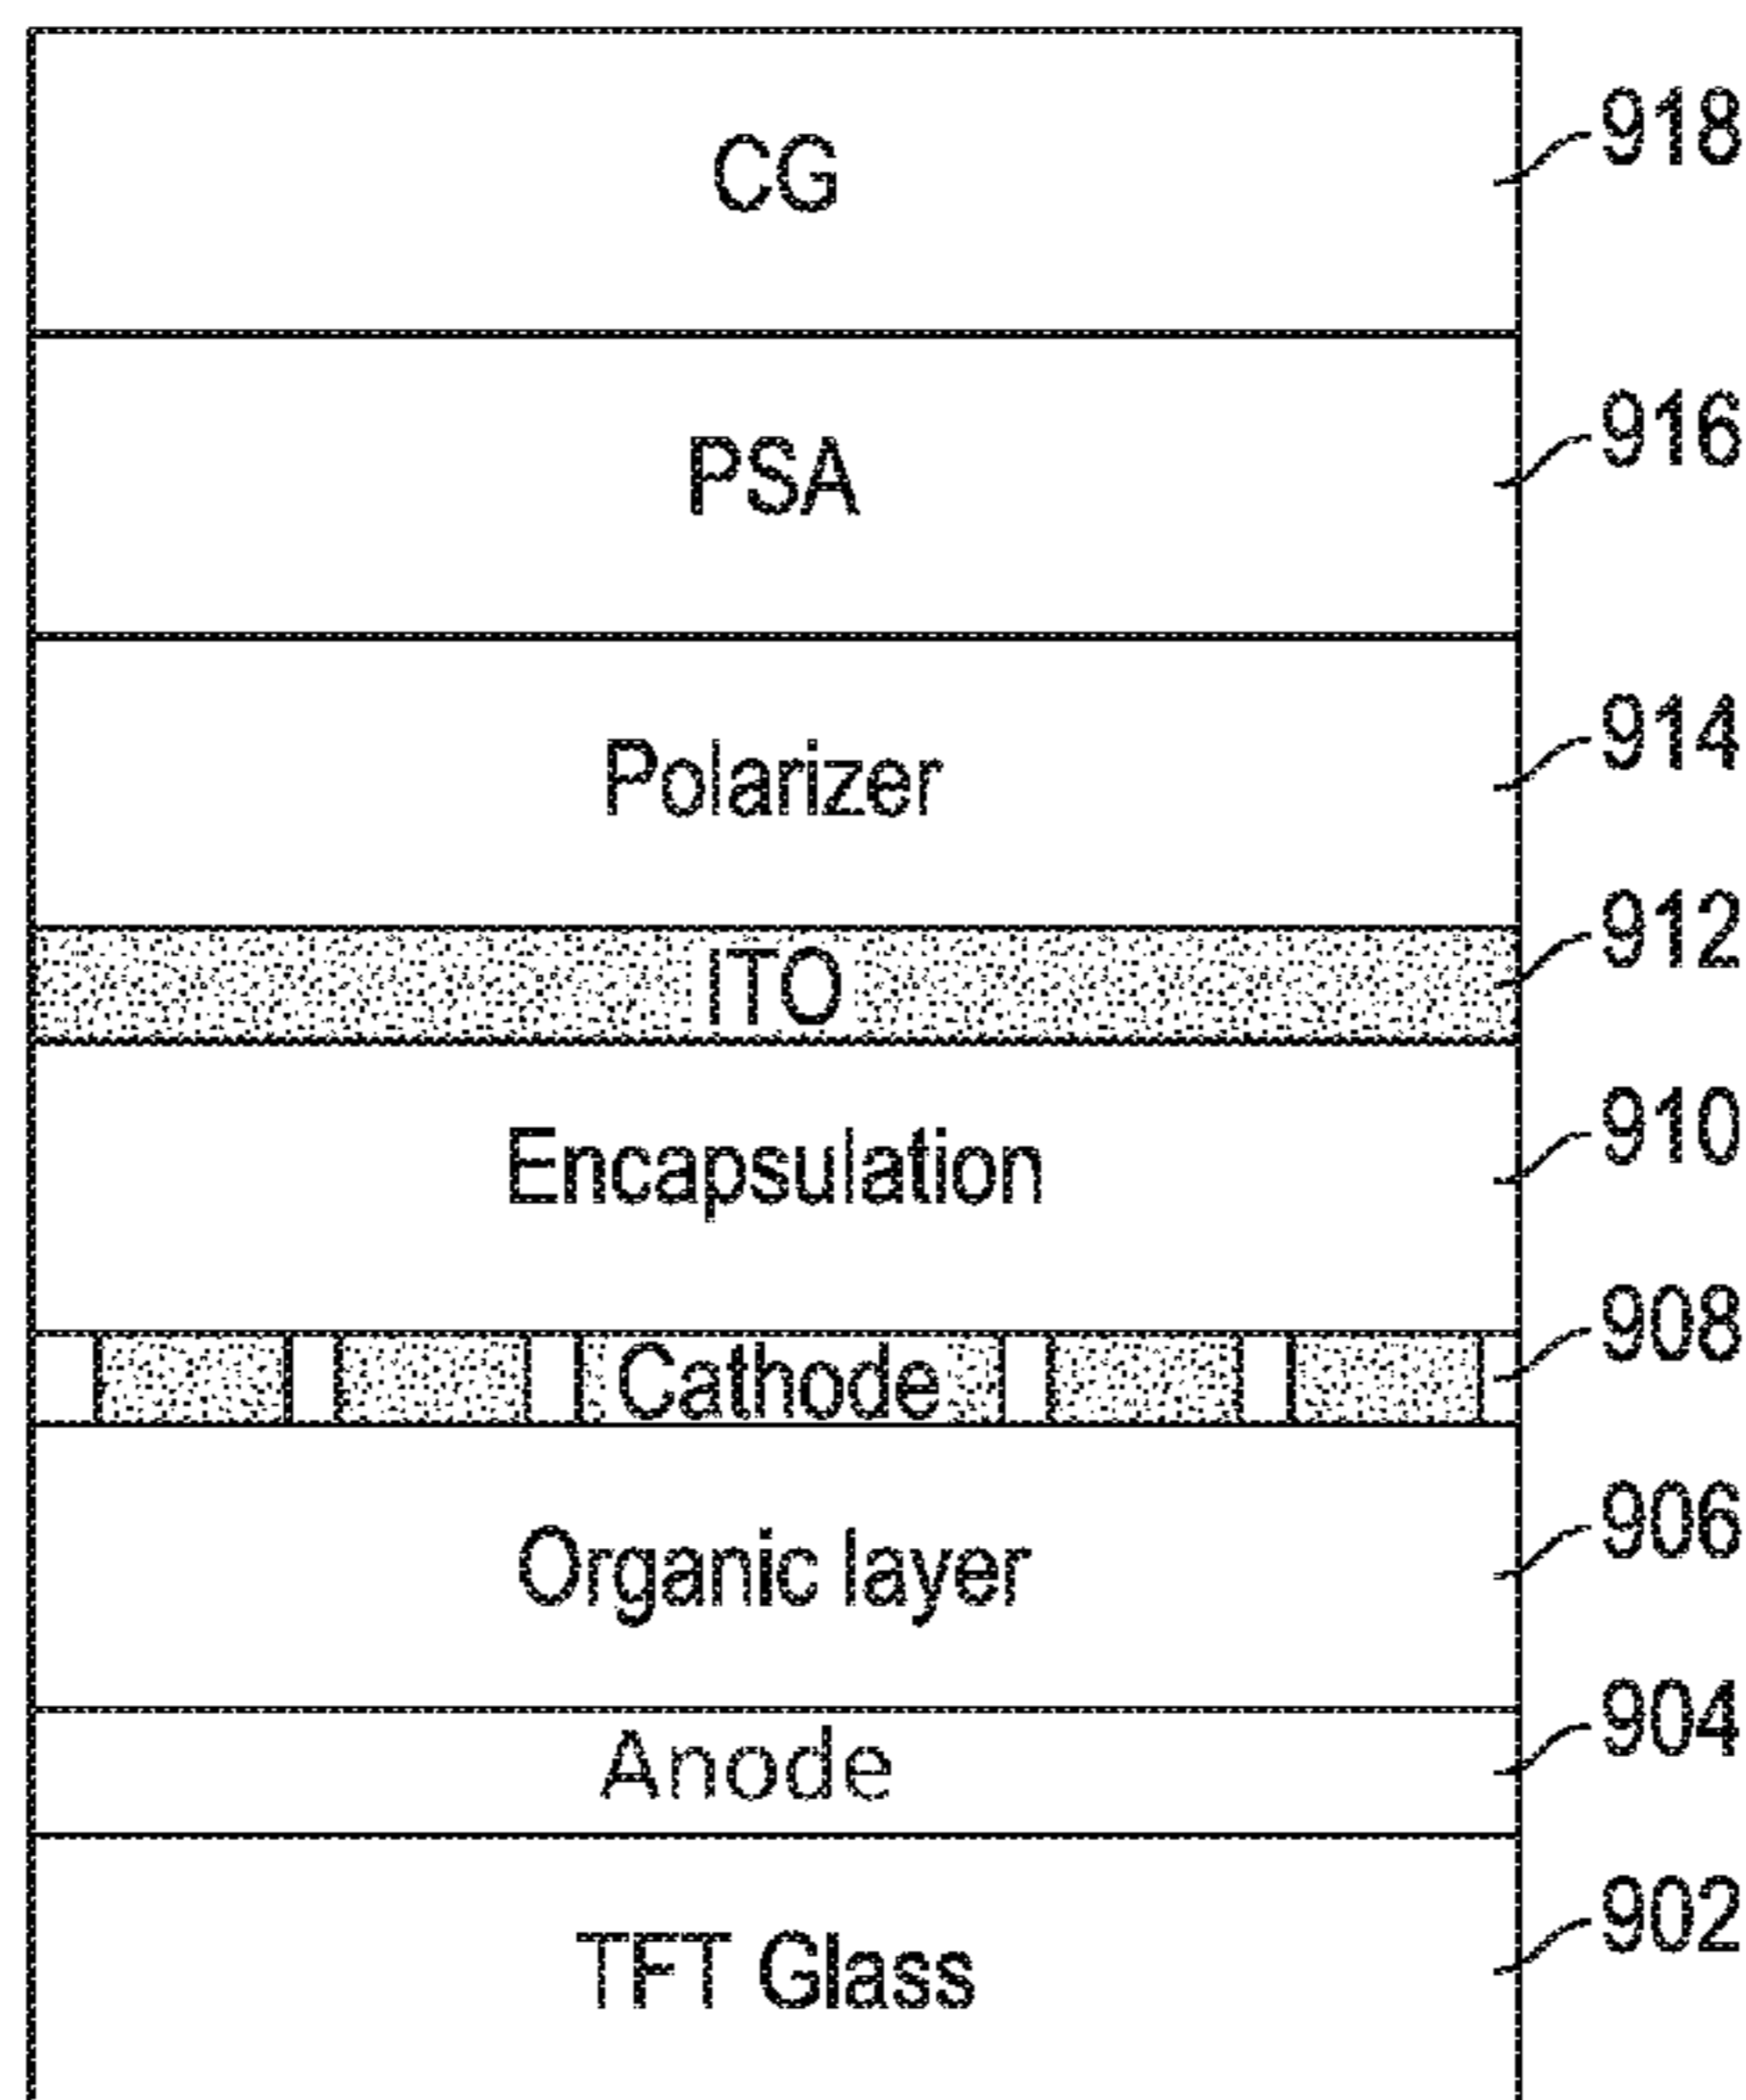 CG 918
PSA 916
Polarizer 914
ITO 912
Encapsulation 910
Cathode 908
Organic layer 906
Anode 904
TFT Glass 902